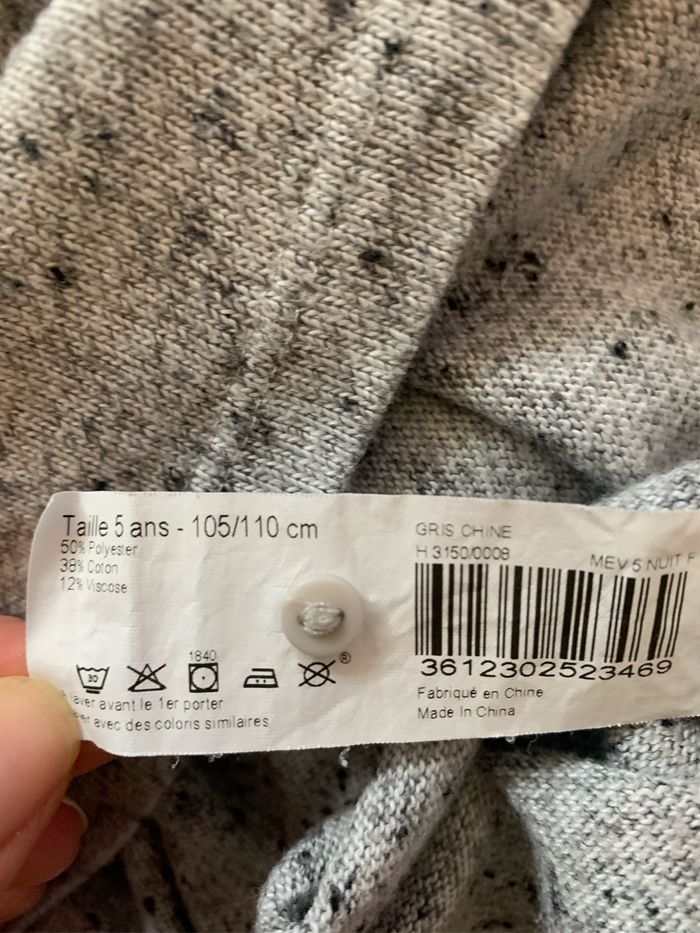 Taille 5 ans - 105/110 cm
50% Polyester
38% Coton
12% Viscose
30
1840
®
laver avant le 1er porter
avec des coloris similaires
GRIS CHINE
H 3150/0008
MEV 5 NUIT F
3612302523469
Fabriqué en Chine
Made In China